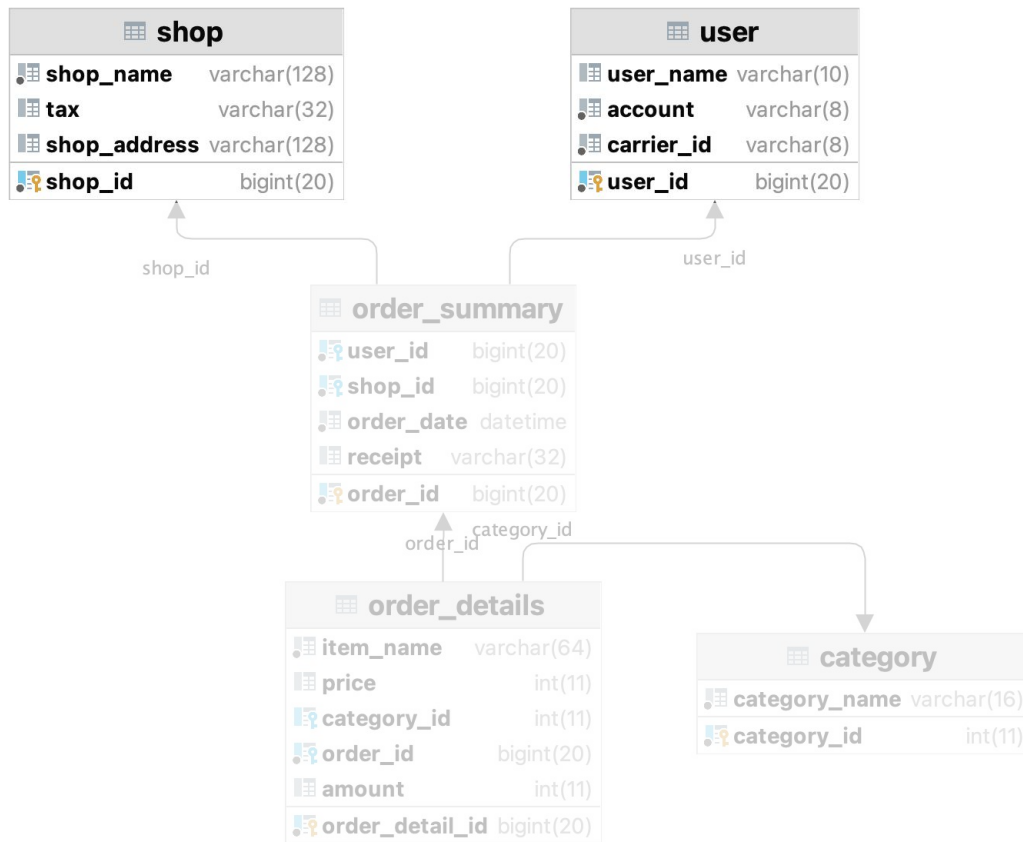 shop
shop_name varchar(128)
tax varchar(32)
shop_address varchar(128)
shop_id bigint(20)
user
user_name varchar(10)
account varchar(8)
carrier_id varchar(8)
user_id bigint(20)
shop_id
user_id
order_summary
user_id bigint(20)
shop_id bigint(20)
order_date datetime
receipt varchar(32)
order_id bigint(20)
category_id
order_id
order_details
item_name varchar(64)
price int(11)
category_id int(11)
order_id bigint(20)
amount int(11)
order_detail_id bigint(20)
category
category_name varchar(16)
category_id int(11)